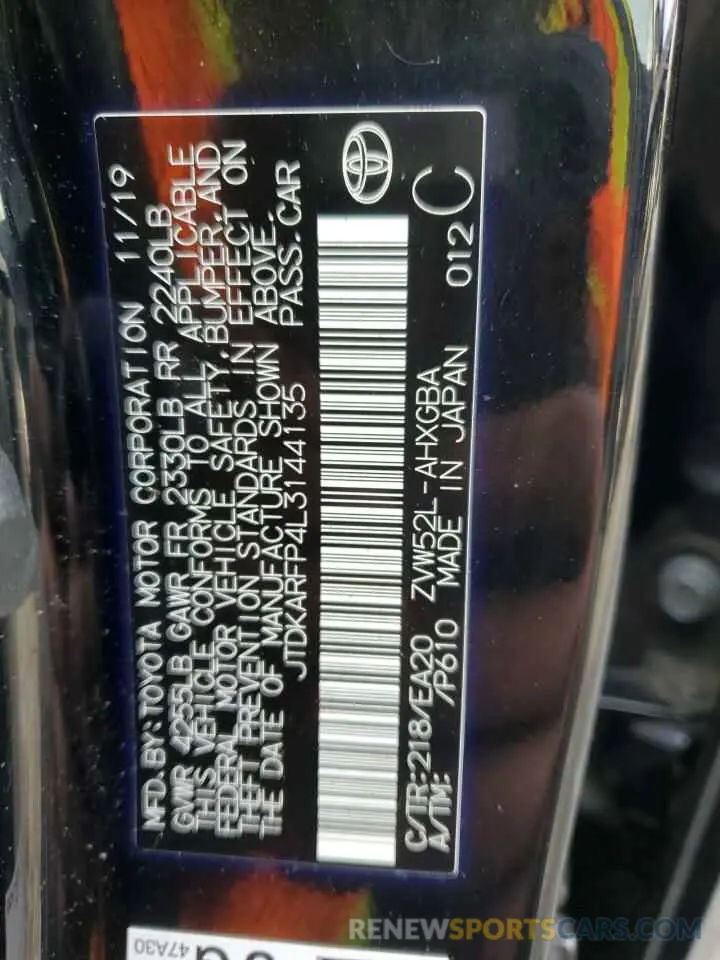 MFD.BY: TOYOTA MOTOR CORPORATION 11/19
GVWR 4255LB GAWR FR 2330LB RR 2240LB
THIS VEHICLE CONFORMS TO ALL APPLICABLE
FEDERAL MOTOR VEHICLE SAFETY, BUMPER, AND
THEFT PREVENTION STANDARDS IN EFFECT ON
THE DATE OF MANUFACTURE SHOWN ABOVE.
JTDKARFP4L3144135 PASS.CAR
C/TR:218/EA20 ZVW52L-AHXGBA 012 C
A/TM: /P610 MADE IN JAPAN
47A30
RENEWSPORTSCARS.COM